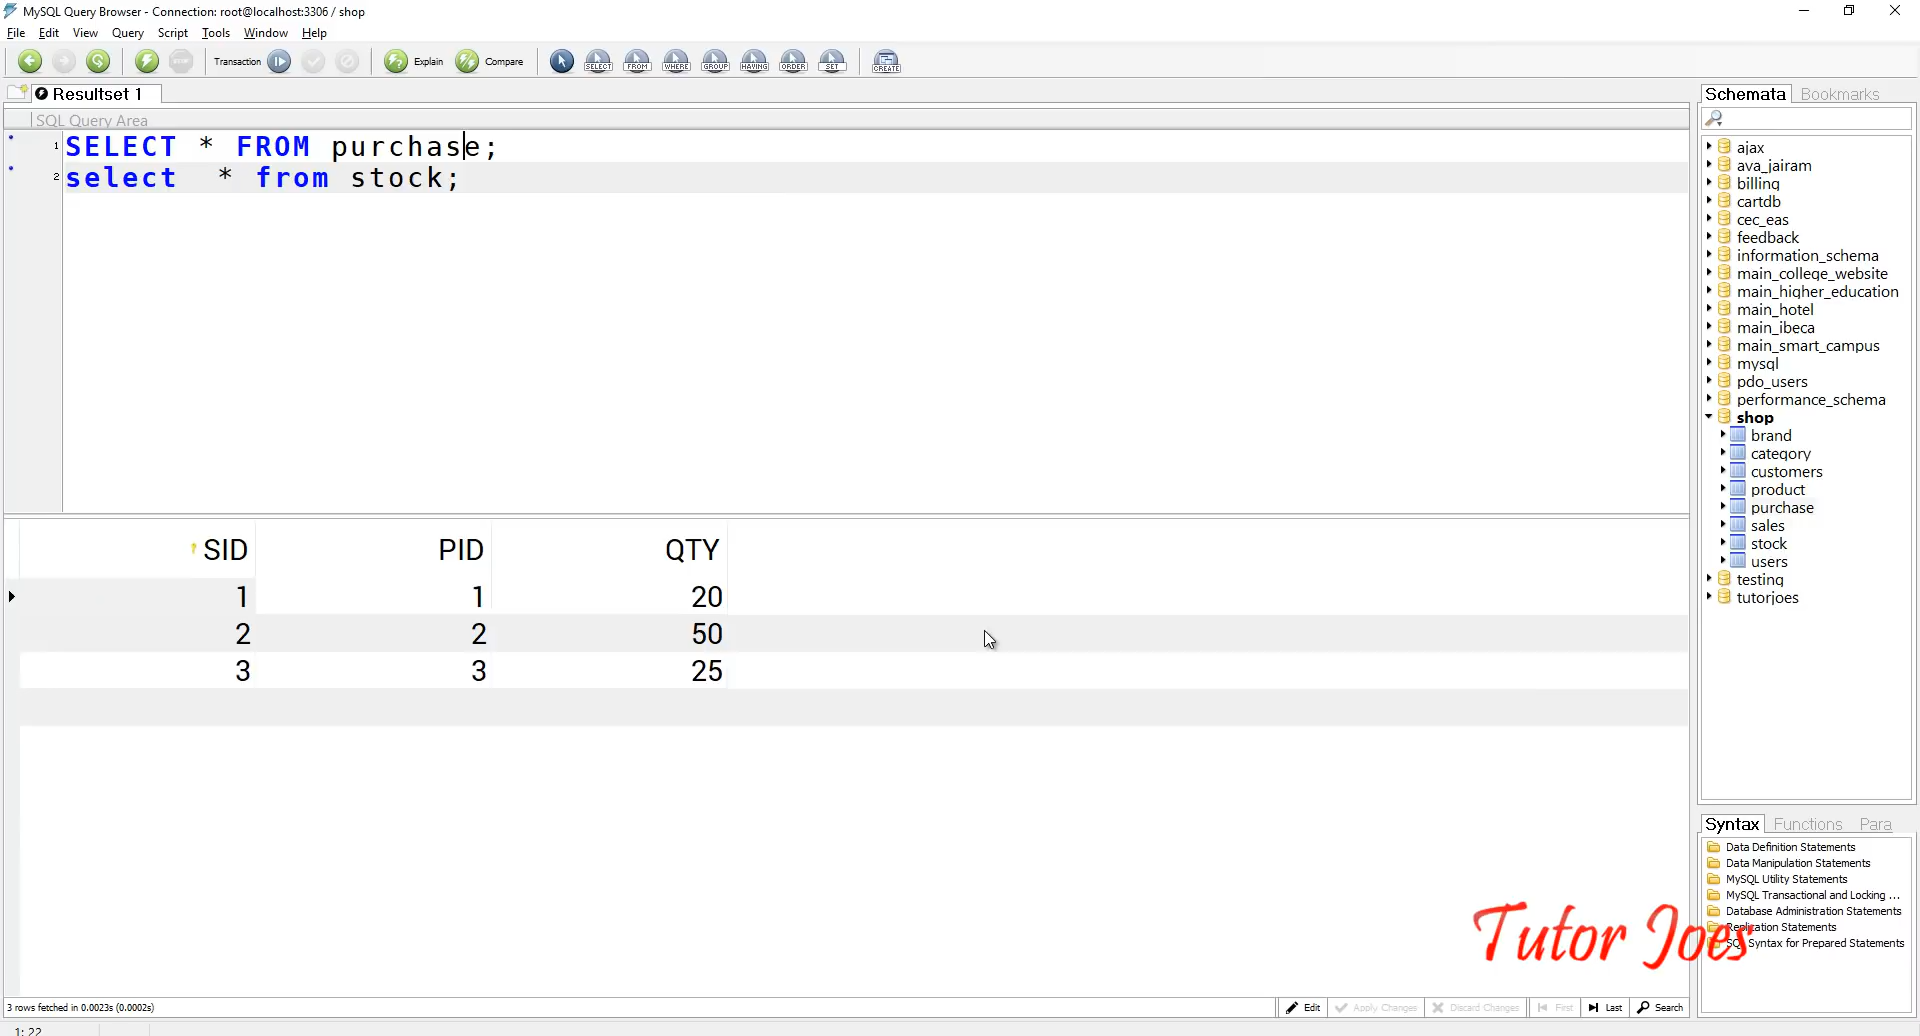 MySQL Query Browser - Connection: root@localhost:3306 / shop
File Edit View Query Script Tools Window Help
Transaction Explain Compare SELECT FROM WHERE GROUP HAVING ORDER SET CREATE
Resultset 1
SQL Query Area
1 SELECT * FROM purchase;
2 select * from stock;
SID PID QTY
1 1 20
2 2 50
3 3 25
3 rows fetched in 0.0023s (0.0002s)
Edit Apply Changes Discard Changes First Last Search
1: 22
Schemata Bookmarks
ajax
ava_jairam
billing
cartdb
cec_eas
feedback
information_schema
main_college_website
main_higher_education
main_hotel
main_ibeca
main_smart_campus
mysql
pdo_users
performance_schema
shop
brand
category
customers
product
purchase
sales
stock
users
testing
tutorjoes
Syntax Functions Para
Data Definition Statements
Data Manipulation Statements
MySQL Utility Statements
MySQL Transactional and Locking ...
Database Administration Statements
Replication Statements
SQL Syntax for Prepared Statements
Tutor Joes